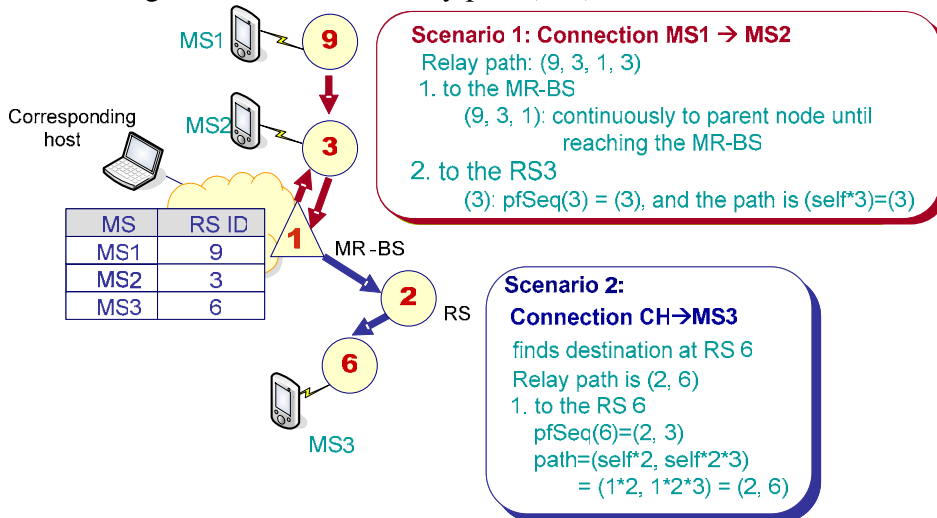 MS1
9
MS2
3
Corresponding
host
MS RS ID
MS1 9
MS2 3
MS3 6
1
MR-BS
2
RS
6
MS3
Scenario 1: Connection MS1 → MS2
Relay path: (9, 3, 1, 3)
1. to the MR-BS
(9, 3, 1): continuously to parent node until
reaching the MR-BS
2. to the RS3
(3): pfSeq(3) = (3), and the path is (self*3)=(3)
Scenario 2:
Connection CH→MS3
finds destination at RS 6
Relay path is (2, 6)
1. to the RS 6
pfSeq(6)=(2, 3)
path=(self*2, self*2*3)
= (1*2, 1*2*3) = (2, 6)